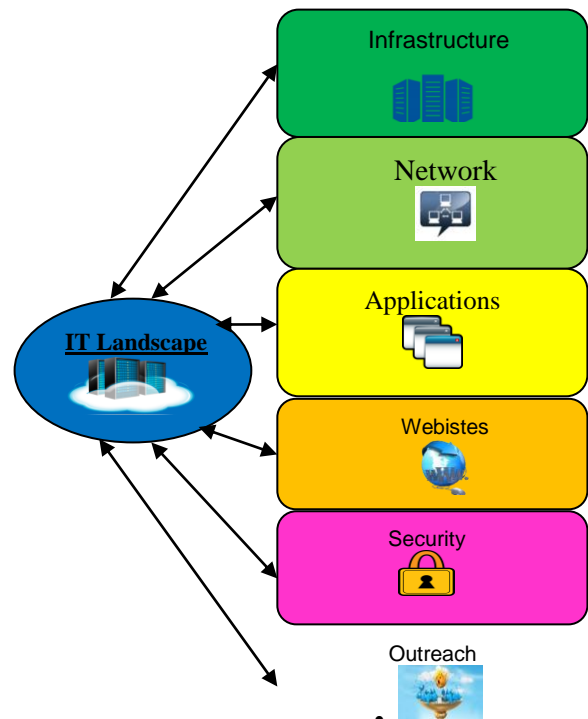 Infrastructure
Network
Applications
IT Landscape
Webistes
Security
Outreach